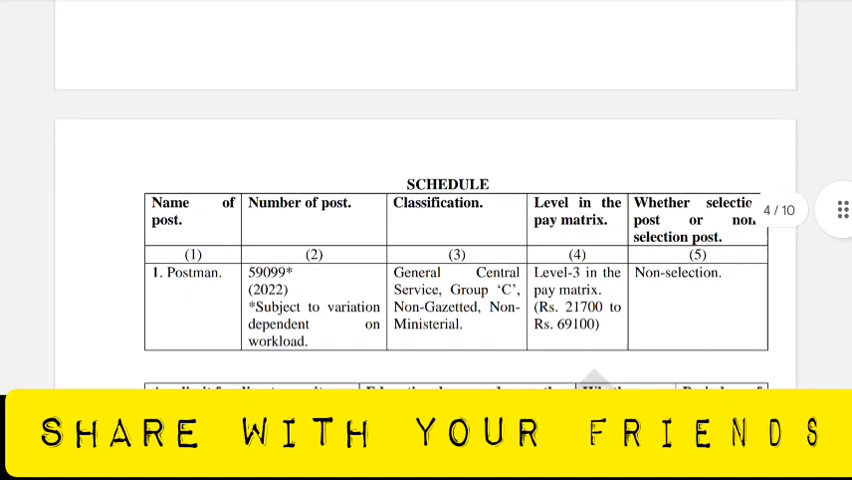 SCHEDULE
Name of post.
Number of post.
Classification.
Level in the pay matrix.
Whether selection post or non selection post.
4/10
(1)
(2)
(3)
(4)
(5)
1. Postman.
59099*
(2022)
*Subject to variation
dependent on
workload.
General Central
Service, Group ‘C’,
Non-Gazetted, Non-
Ministerial.
Level-3 in the
pay matrix.
(Rs. 21700 to
Rs. 69100)
Non-selection.
SHARE WITH YOUR FRIENDS